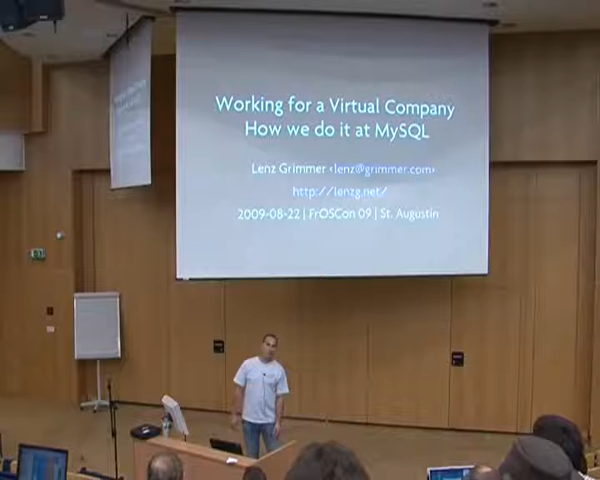 Working for a Virtual Company
How we do it at MySQL
Lenz Grimmer <lenz@grimmer.com>
http://lenzg.net/
2009-08-22 | FrOSCon 09 | St. Augustin